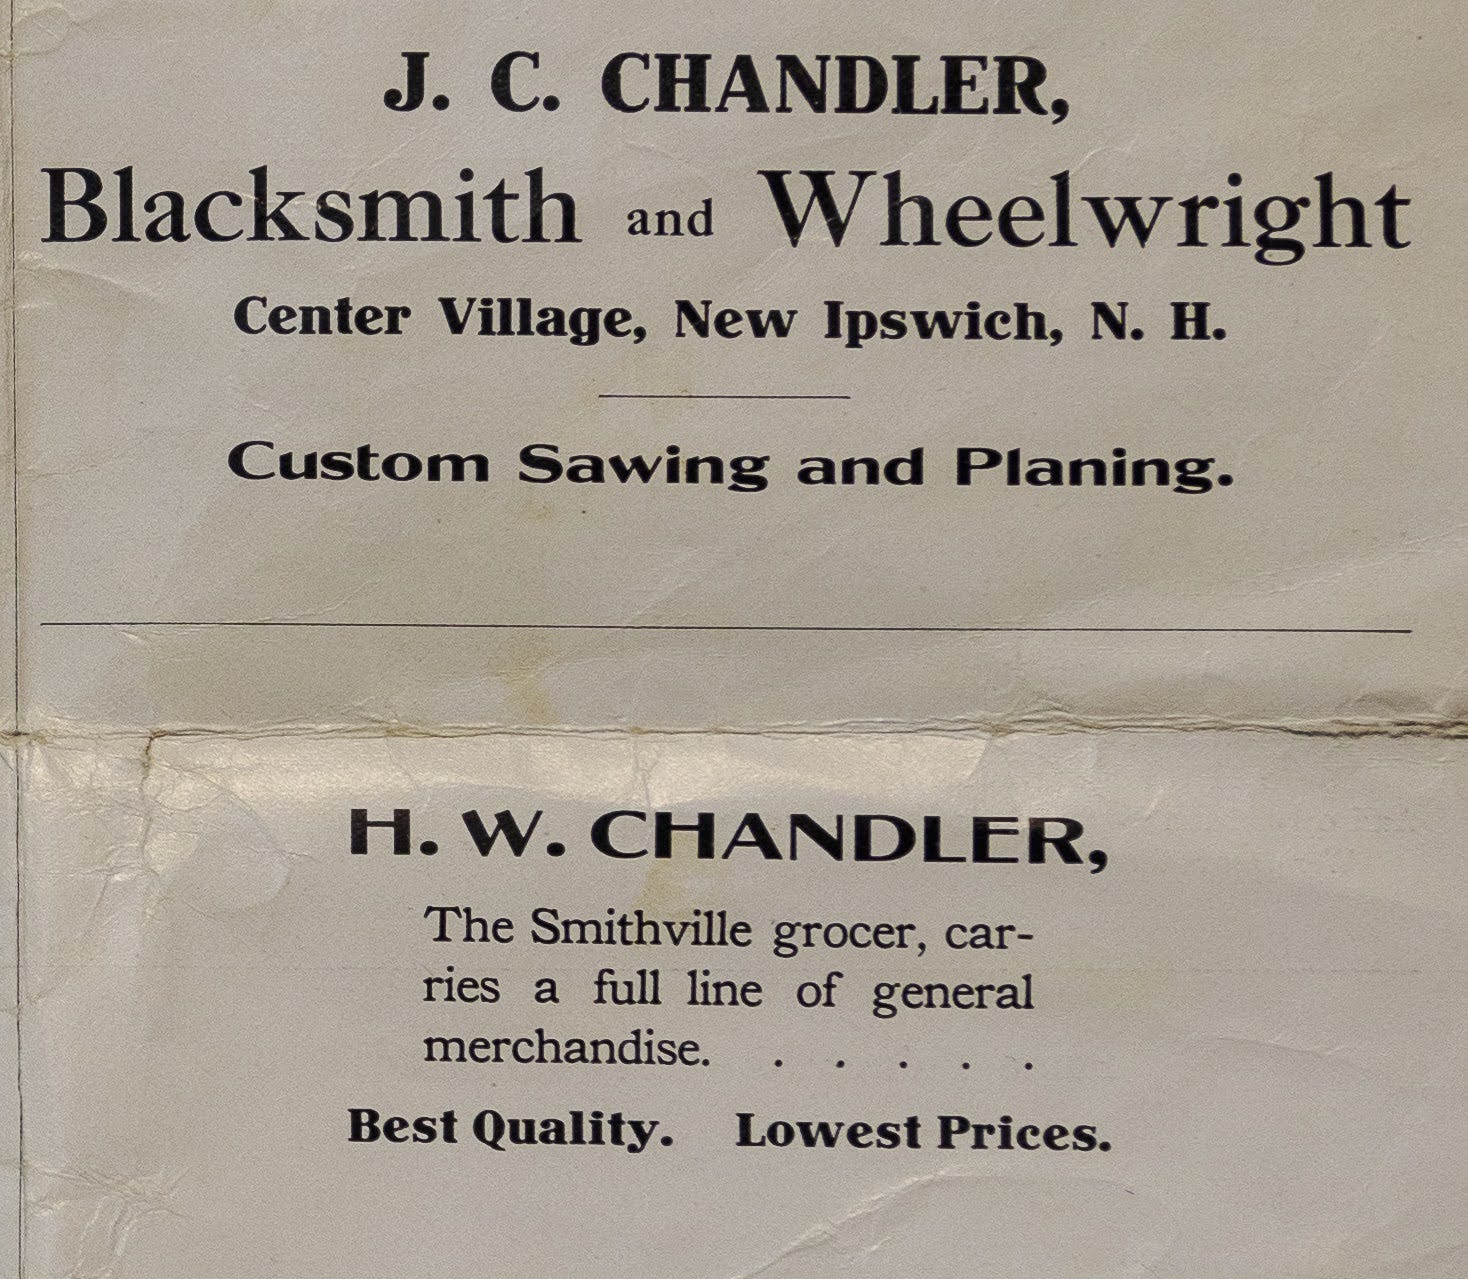 J. C. CHANDLER,
Blacksmith and Wheelwright
Center Village, New Ipswich, N. H.
Custom Sawing and Planing.
H. W. CHANDLER,
The Smithville grocer, car-
ries a full line of general
merchandise. . . . . .
Best Quality. Lowest Prices.